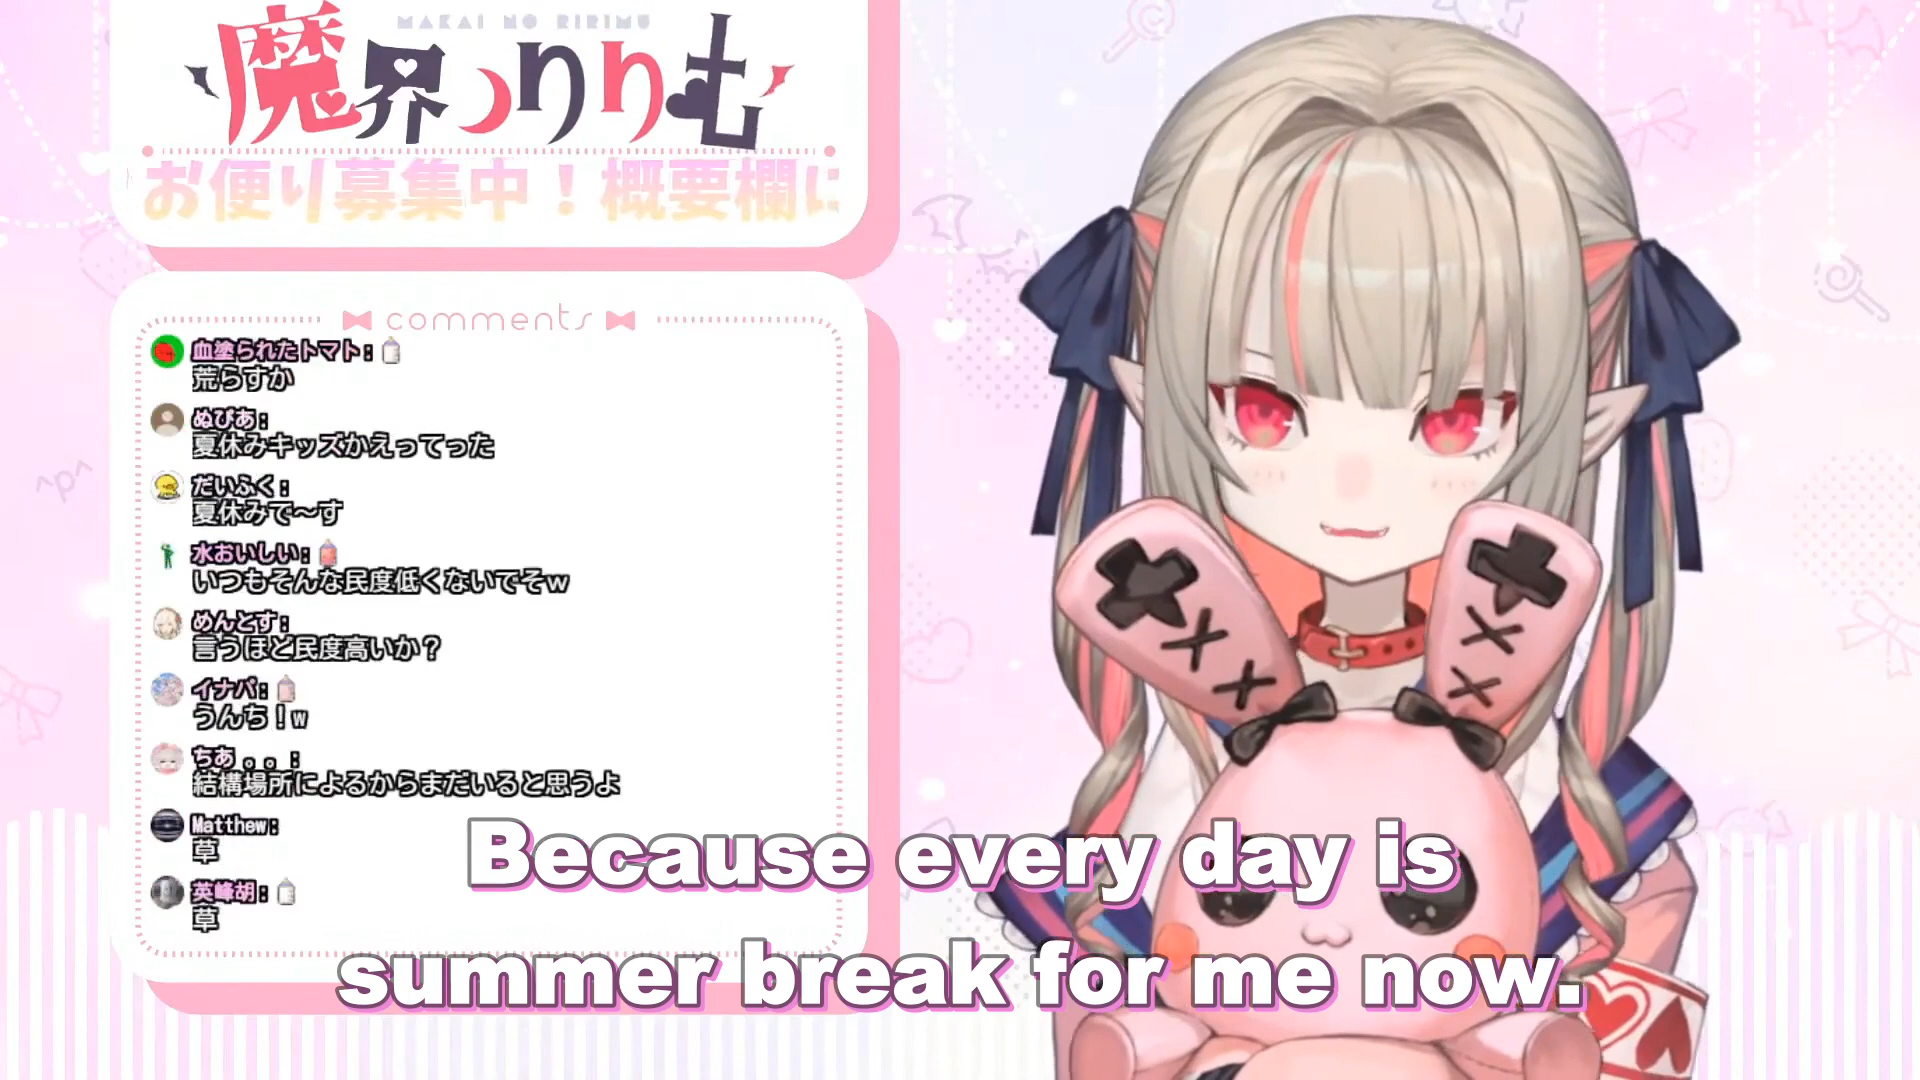 MAKAI NO RIRIMU
魔界ノりりむ
お便り募集中！概要欄に
comments
血塗られたトマト:
荒らすか
ぬぴあ:
夏休みキッズかえってった
だいふく:
夏休みで～す
水おいしい:
いつもそんな民度低くないでそw
めんとす:
言うほど民度高いか？
イナバ:
うんち！w
ちあ。。:
結構場所によるからまだいると思うよ
Matthew:
草
英峰胡:
草
Because every day is
summer break for me now.